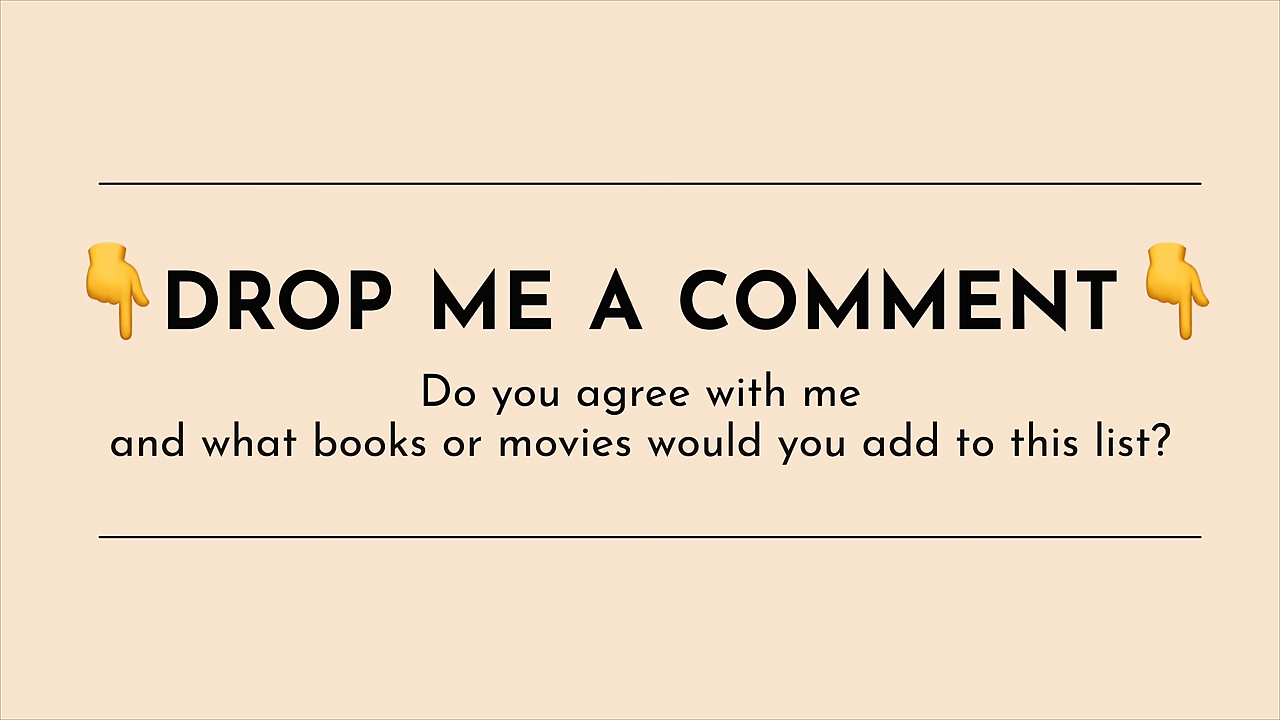 👇DROP ME A COMMENT👇
Do you agree with me
and what books or movies would you add to this list?